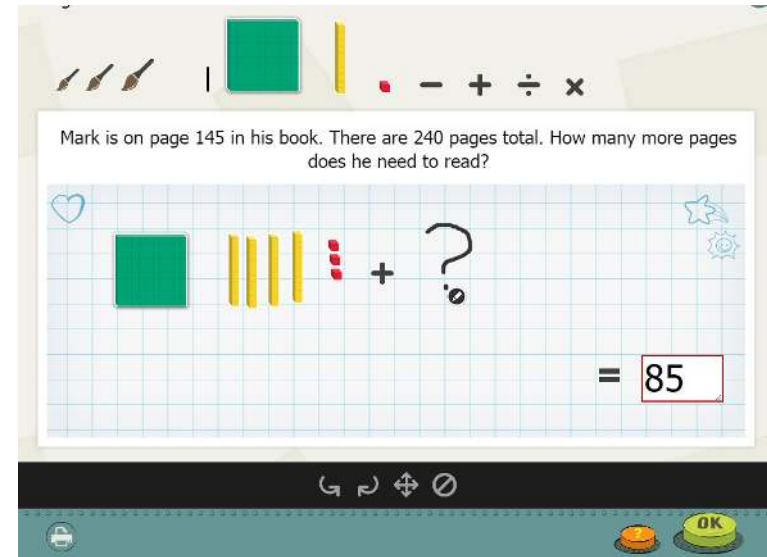 − + ÷ ×
Mark is on page 145 in his book. There are 240 pages total. How many more pages
does he need to read?
+ ?
= 85
?
OK